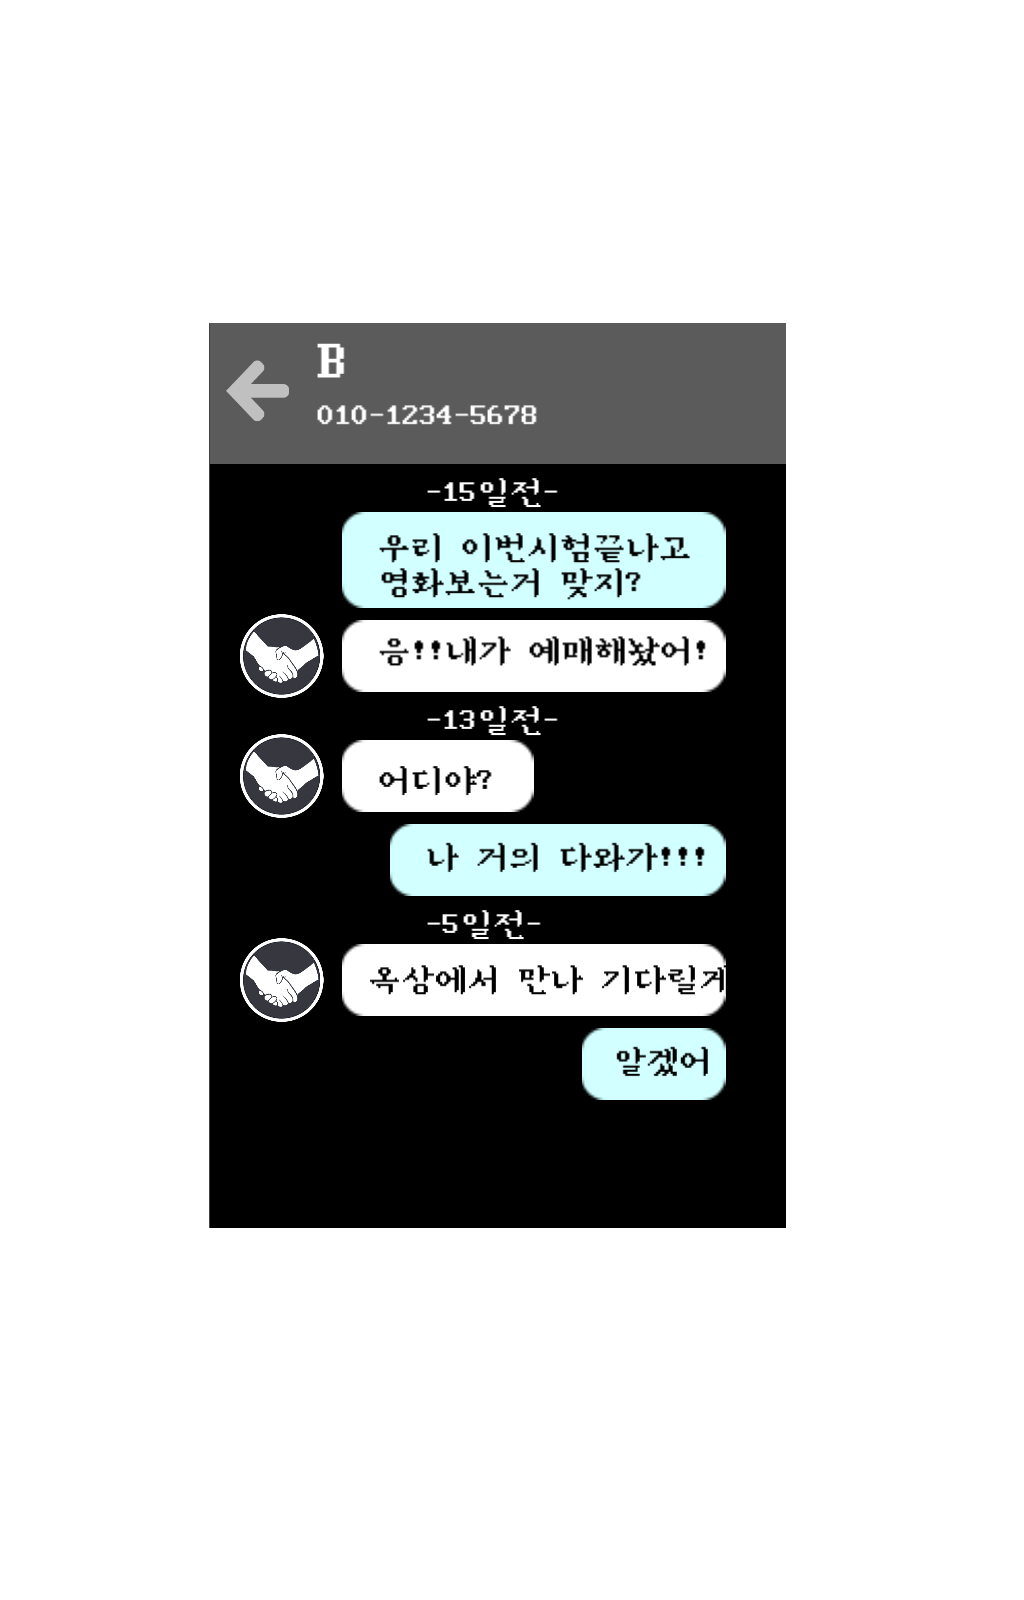 B
010-1234-5678
-15일전-
우리 이번시험끝나고
영화보는거 맞지?
응!!내가 예매해놨어!
-13일전-
어디야?
나 거의 다와가!!!
-5일전-
옥상에서 만나 기다릴게
알겠어